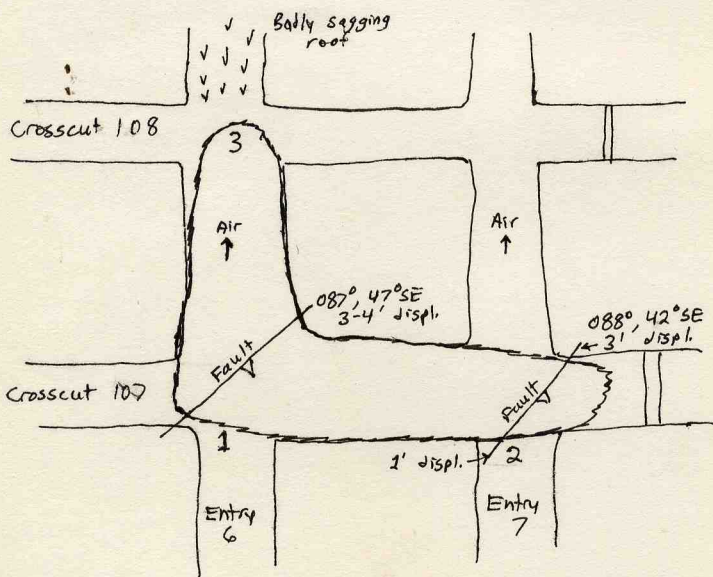 Badly sagging
roof
Crosscut 108
3
Air
Air
087°, 47°SE
3'-4' displ.
088°, 42°SE
3'
displ.
Fault
Fault
Crosscut 107
1
1' displ.
2
Entry
6
Entry
7